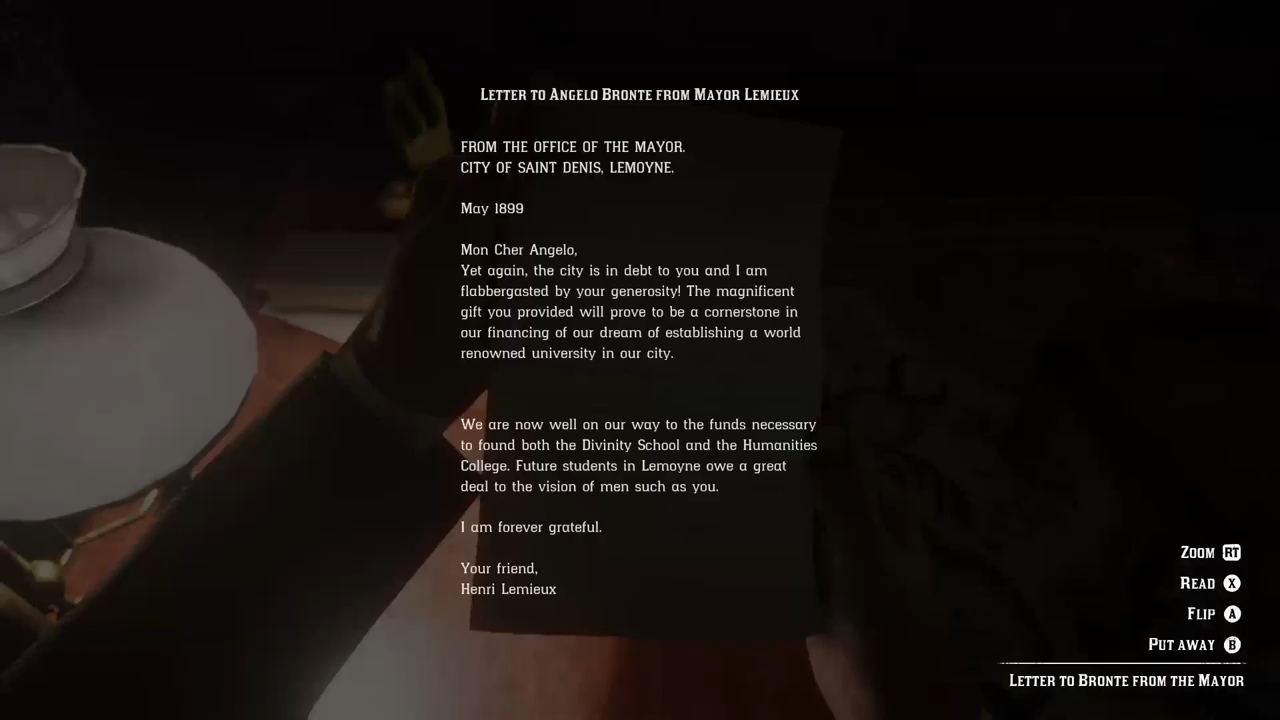 Letter to Angelo Bronte from Mayor Lemieux
FROM THE OFFICE OF THE MAYOR.
CITY OF SAINT DENIS, LEMOYNE.
May 1899
Mon Cher Angelo,
Yet again, the city is in debt to you and I am
flabbergasted by your generosity! The magnificent
gift you provided will prove to be a cornerstone in
our financing of our dream of establishing a world
renowned university in our city.
We are now well on our way to the funds necessary
to found both the Divinity School and the Humanities
College. Future students in Lemoyne owe a great
deal to the vision of men such as you.
I am forever grateful.
Your friend,
Henri Lemieux
Zoom RT
Read X
Flip A
Put away B
Letter to Bronte from the Mayor